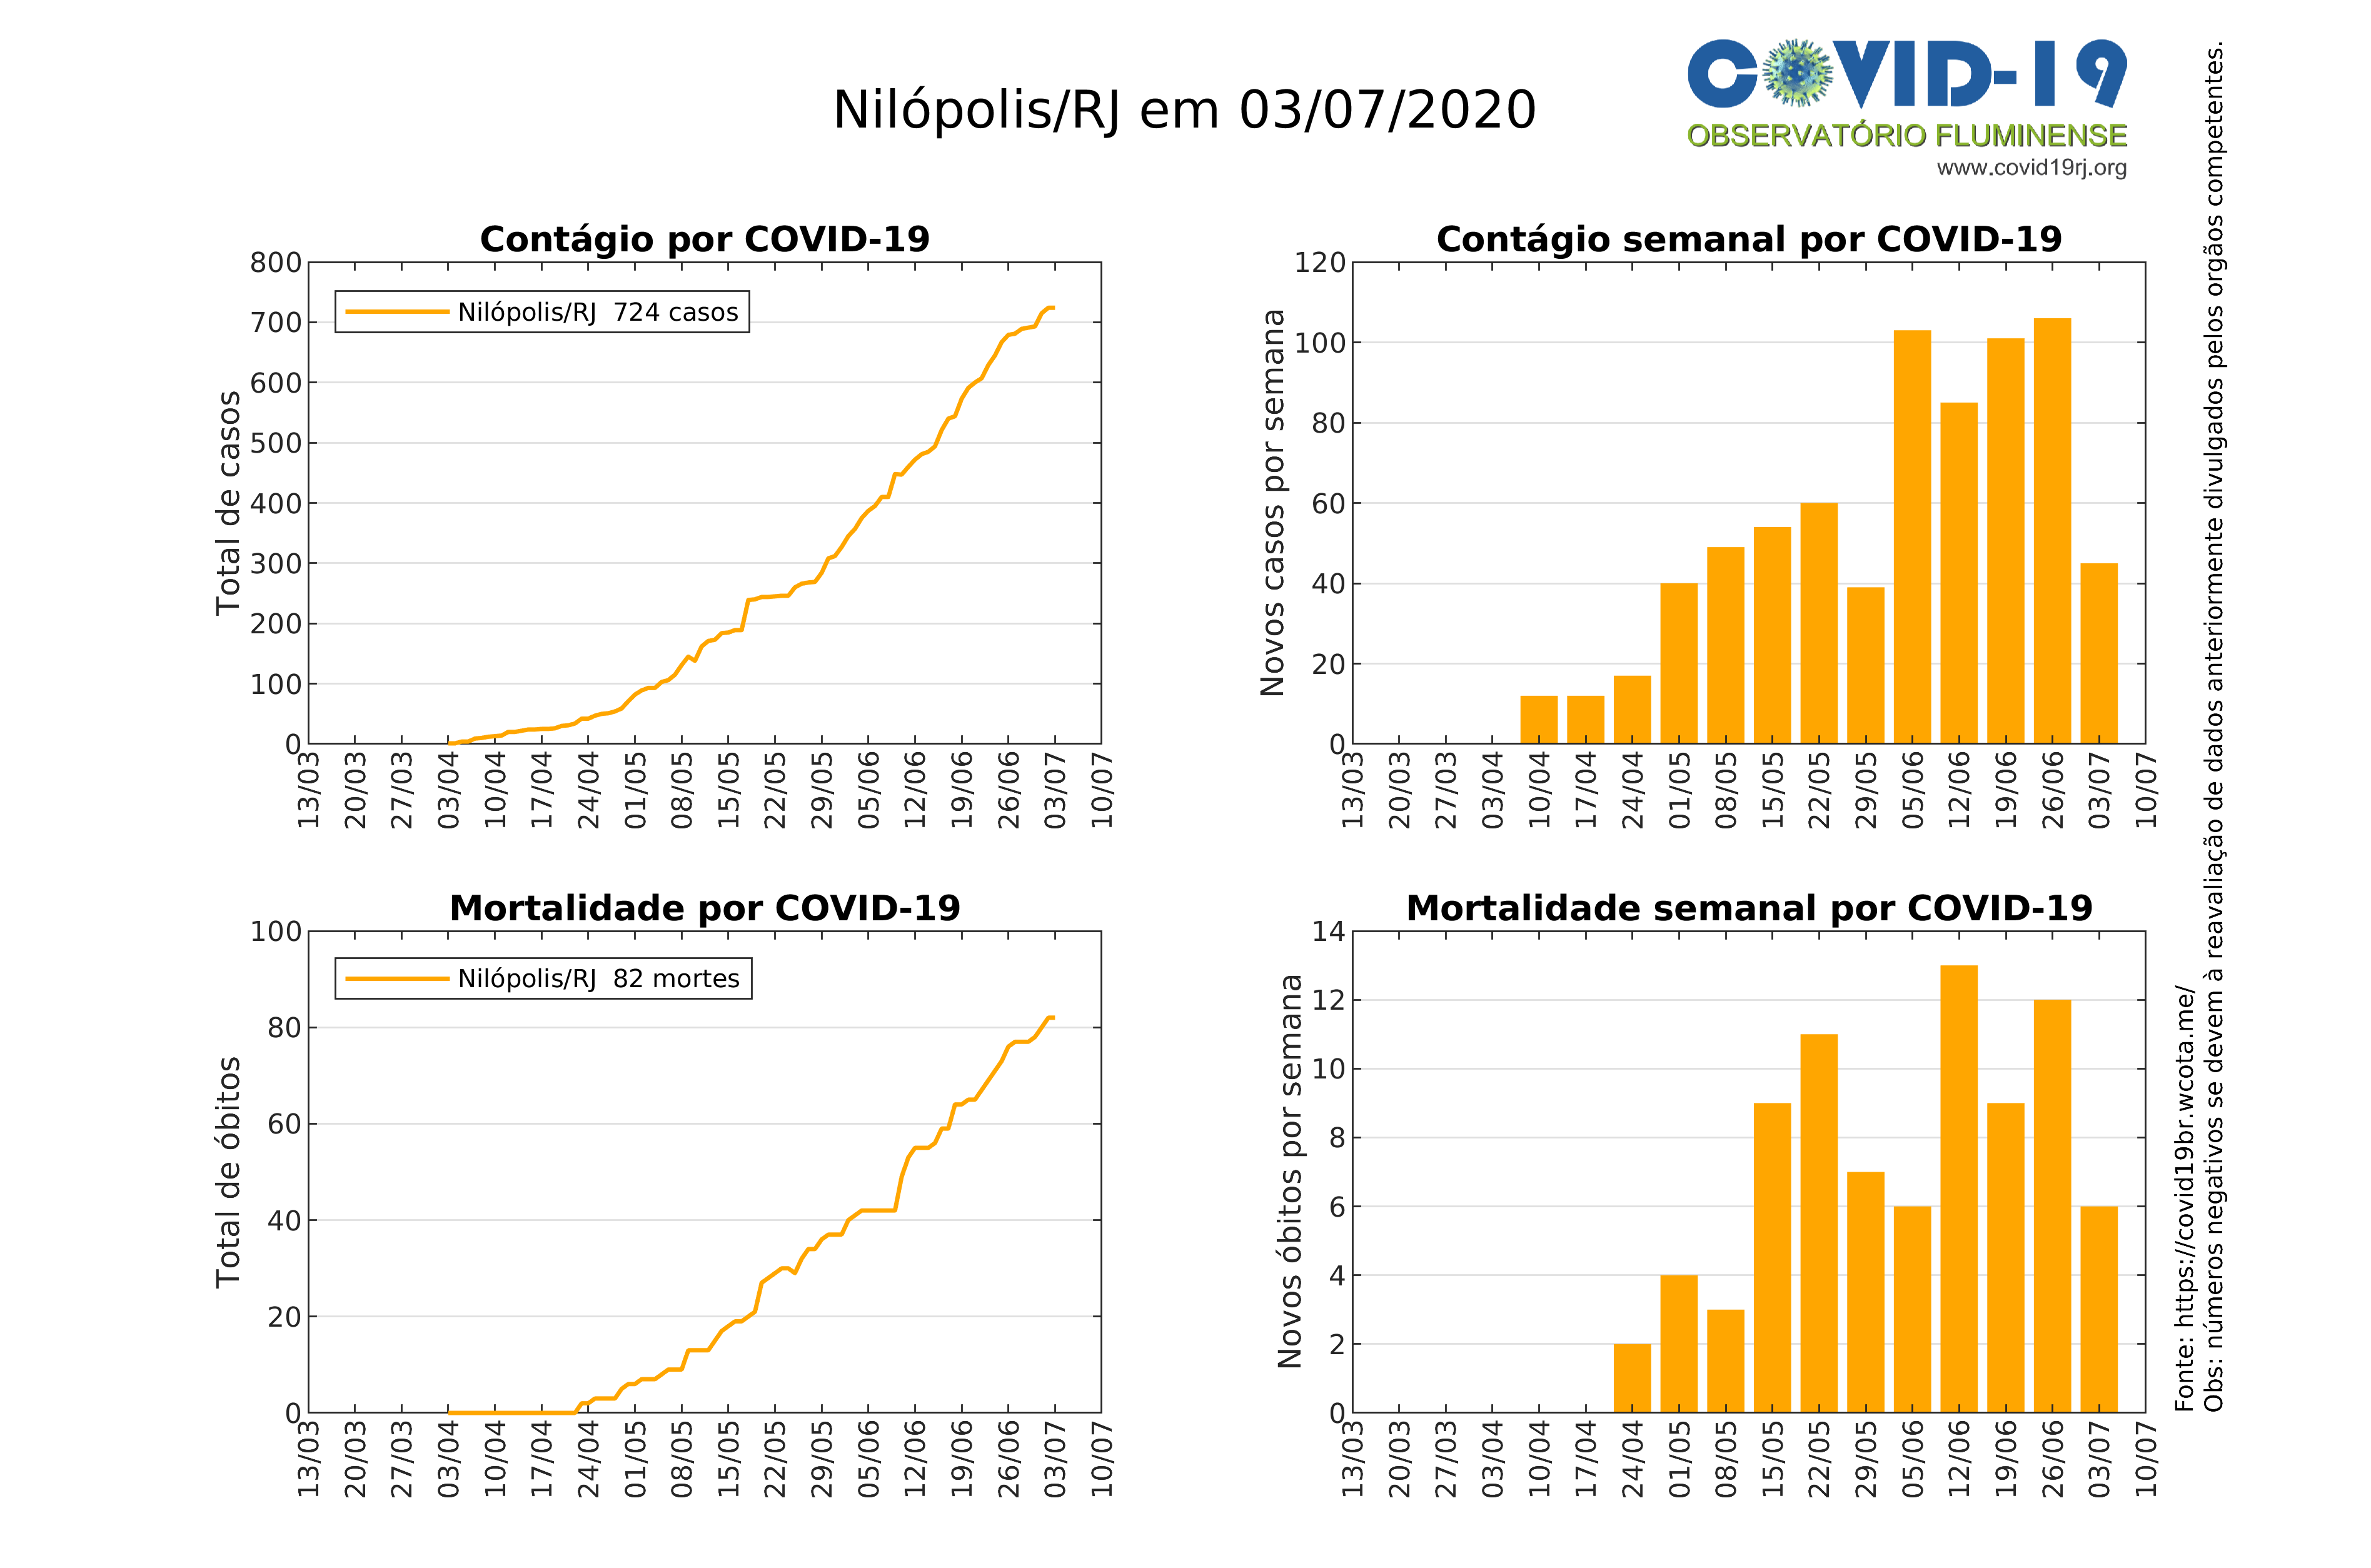 Nilópolis/RJ em 03/07/2020
COVID-19
OBSERVATÓRIO FLUMINENSE
www.covid19rj.org
Contágio por COVID-19
Total de casos
800
700
600
500
400
300
200
100
0
Nilópolis/RJ 724 casos
13/03 20/03 27/03 03/04 10/04 17/04 24/04 01/05 08/05 15/05 22/05 29/05 05/06 12/06 19/06 26/06 03/07 10/07
Contágio semanal por COVID-19
Novos casos por semana
120
100
80
60
40
20
0
13/03 20/03 27/03 03/04 10/04 17/04 24/04 01/05 08/05 15/05 22/05 29/05 05/06 12/06 19/06 26/06 03/07 10/07
Mortalidade por COVID-19
Total de óbitos
100
80
60
40
20
0
Nilópolis/RJ 82 mortes
13/03 20/03 27/03 03/04 10/04 17/04 24/04 01/05 08/05 15/05 22/05 29/05 05/06 12/06 19/06 26/06 03/07 10/07
Mortalidade semanal por COVID-19
Novos óbitos por semana
14
12
10
8
6
4
2
0
13/03 20/03 27/03 03/04 10/04 17/04 24/04 01/05 08/05 15/05 22/05 29/05 05/06 12/06 19/06 26/06 03/07 10/07
Fonte: https://covid19br.wcota.me/
Obs: números negativos se devem à reavaliação de dados anteriormente divulgados pelos orgãos competentes.